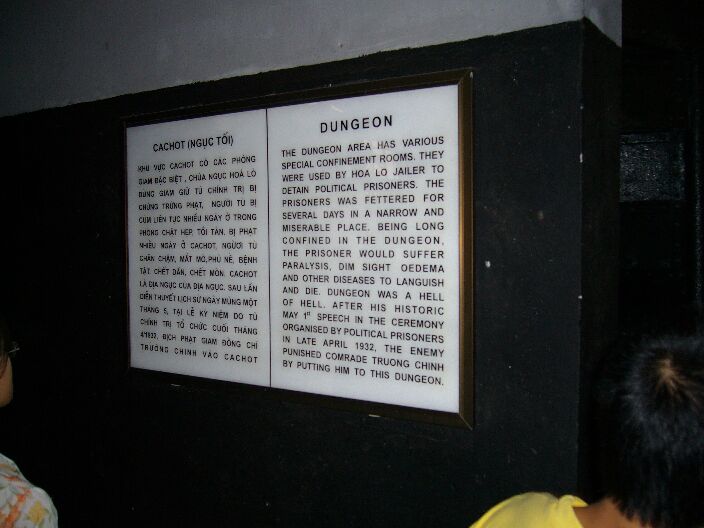 CACHOT (NGỤC TỐI)
KHU VỰC CACHOT CÓ CÁC PHÒNG
GIAM ĐẶC BIỆT , CHÚA NGỤC HOẢ LÒ
DÙNG GIAM GIỮ TÙ CHÍNH TRỊ BỊ
CHÚNG TRỪNG PHẠT, NGƯỜI TÙ BỊ
CÙM LIÊN TỤC NHIỀU NGÀY Ở TRONG
PHÒNG CHẬT HẸP, TỐI TĂN. BỊ PHẠT
NHIỀU NGÀY Ở CACHOT, NGƯỜI TÙ
CHÂN CHẬM, MẮT MỜ, PHÙ NỀ, BỆNH
TẬT. CHẾT DẦN, CHẾT MÒN. CACHOT
LÀ ĐỊA NGỤC CỦA ĐỊA NGỤC. SAU LẦN
DIỄN THUYẾT LỊCH SỬ NGÀY MÙNG MỘT
THÁNG 5, TẠI LỄ KỶ NIỆM DO TÙ
CHÍNH TRỊ TỔ CHỨC CUỐI THÁNG
4/1932, ĐỊCH PHẠT GIAM ĐỒNG CHÍ
TRƯỜNG CHINH VÀO CACHOT
DUNGEON
THE DUNGEON AREA HAS VARIOUS
SPECIAL CONFINEMENT ROOMS. THEY
WERE USED BY HOA LO JAILER TO
DETAIN POLITICAL PRISONERS. THE
PRISONERS WAS FETTERED FOR
SEVERAL DAYS IN A NARROW AND
MISERABLE PLACE. BEING LONG
CONFINED IN THE DUNGEON,
THE PRISONER WOULD SUFFER
PARALYSIS, DIM SIGHT OEDEMA
AND OTHER DISEASES TO LANGUISH
AND DIE. DUNGEON WAS A HELL
OF HELL. AFTER HIS HISTORIC
MAY 1st SPEECH IN THE CEREMONY
ORGANISED BY POLITICAL PRISONERS
IN LATE APRIL 1932, THE ENEMY
PUNISHED COMRADE TRUONG CHINH
BY PUTTING HIM TO THIS DUNGEON.